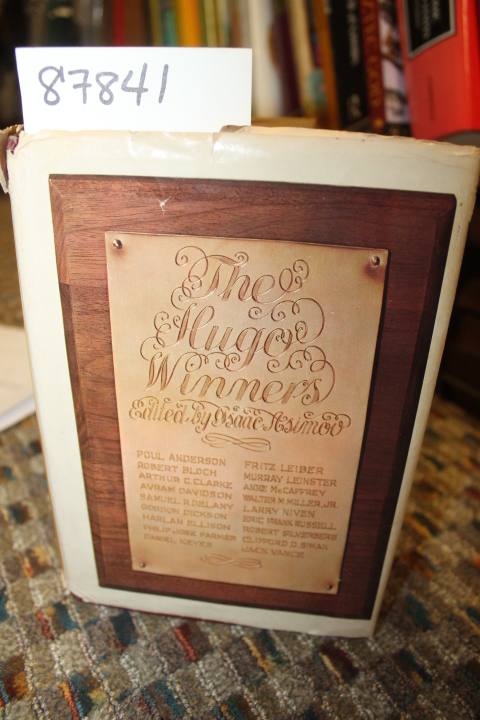 87841
The
Hugo
Winners
Edited by Isaac Asimov
POUL ANDERSON
ROBERT BLOCH
ARTHUR C. CLARKE
AVRAM DAVIDSON
SAMUEL R. DELANY
GORDON DICKSON
HARLAN ELLISON
PHILIP JOSE FARMER
DANIEL KEYES
FRITZ LEIBER
MURRAY LEINSTER
ANNE McCAFFREY
WALTER M. MILLER, JR.
LARRY NIVEN
ERIC FRANK RUSSELL
ROBERT SILVERBERG
CLIFFORD D. SIMAK
JACK VANCE